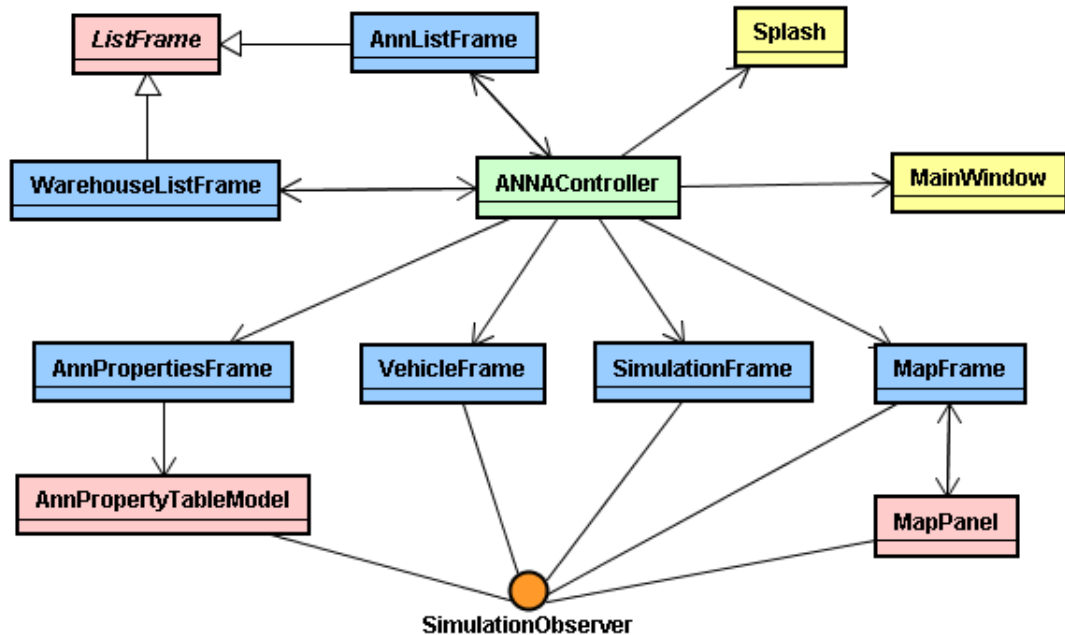 ListFrame
AnnListFrame
Splash
WarehouseListFrame
ANNAController
MainWindow
AnnPropertiesFrame
VehicleFrame
SimulationFrame
MapFrame
AnnPropertyTableModel
MapPanel
SimulationObserver